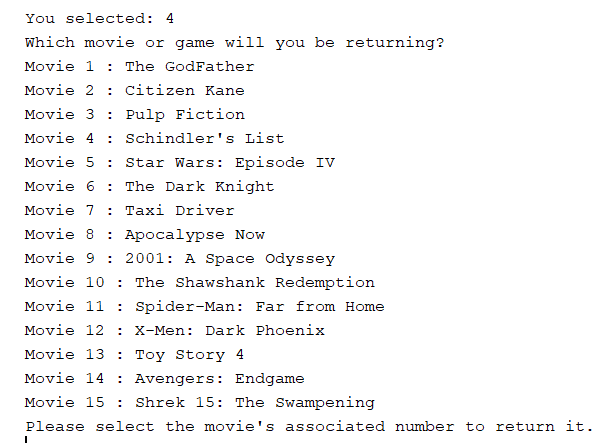 You selected: 4
Which movie or game will you be returning?
Movie 1 : The GodFather
Movie 2 : Citizen Kane
Movie 3 : Pulp Fiction
Movie 4 : Schindler's List
Movie 5 : Star Wars: Episode IV
Movie 6 : The Dark Knight
Movie 7 : Taxi Driver
Movie 8 : Apocalypse Now
Movie 9 : 2001: A Space Odyssey
Movie 10 : The Shawshank Redemption
Movie 11 : Spider-Man: Far from Home
Movie 12 : X-Men: Dark Phoenix
Movie 13 : Toy Story 4
Movie 14 : Avengers: Endgame
Movie 15 : Shrek 15: The Swampening
Please select the movie's associated number to return it.